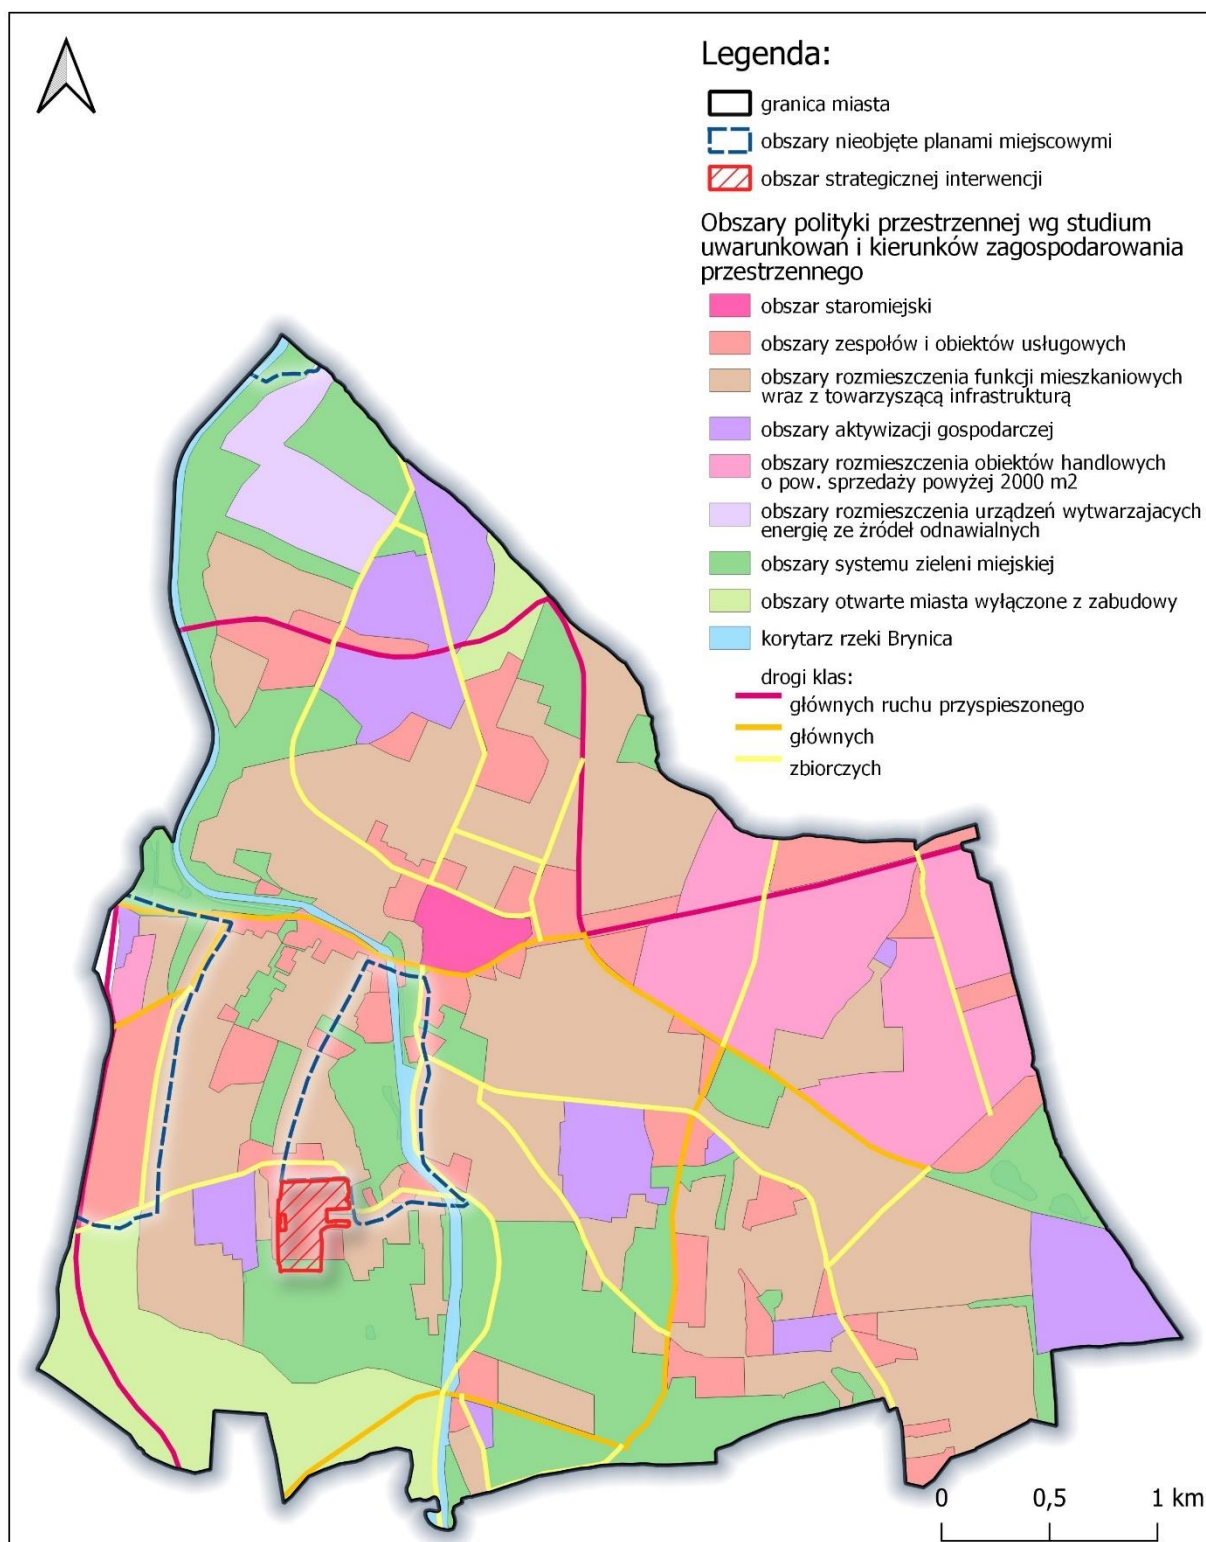 Legenda:
granica miasta
obszary nieobjęte planami miejscowymi
obszar strategicznej interwencji
Obszary polityki przestrzennej wg studium
uwarunkowań i kierunków zagospodarowania
przestrzennego
obszar staromiejski
obszary zespołów i obiektów usługowych
obszary rozmieszczenia funkcji mieszkaniowych
wraz z towarzyszącą infrastrukturą
obszary aktywizacji gospodarczej
obszary rozmieszczenia obiektów handlowych
o pow. sprzedaży powyżej 2000 m2
obszary rozmieszczenia urządzeń wytwarzajacych
energię ze żródeł odnawialnych
obszary systemu zieleni miejskiej
obszary otwarte miasta wyłączone z zabudowy
korytarz rzeki Brynica
drogi klas:
głównych ruchu przyspieszonego
głównych
zbiorczych
0 0,5 1 km